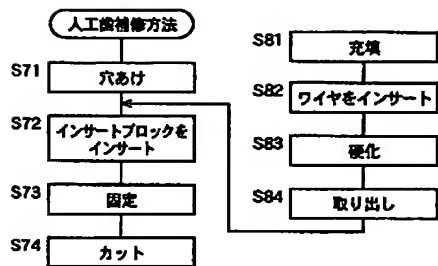 人工歯補修方法
S71
穴あけ
S72
インサートブロックを
インサート
S73
固定
S74
カット
S81
充填
S82
ワイヤをインサート
S83
硬化
S84
取り出し